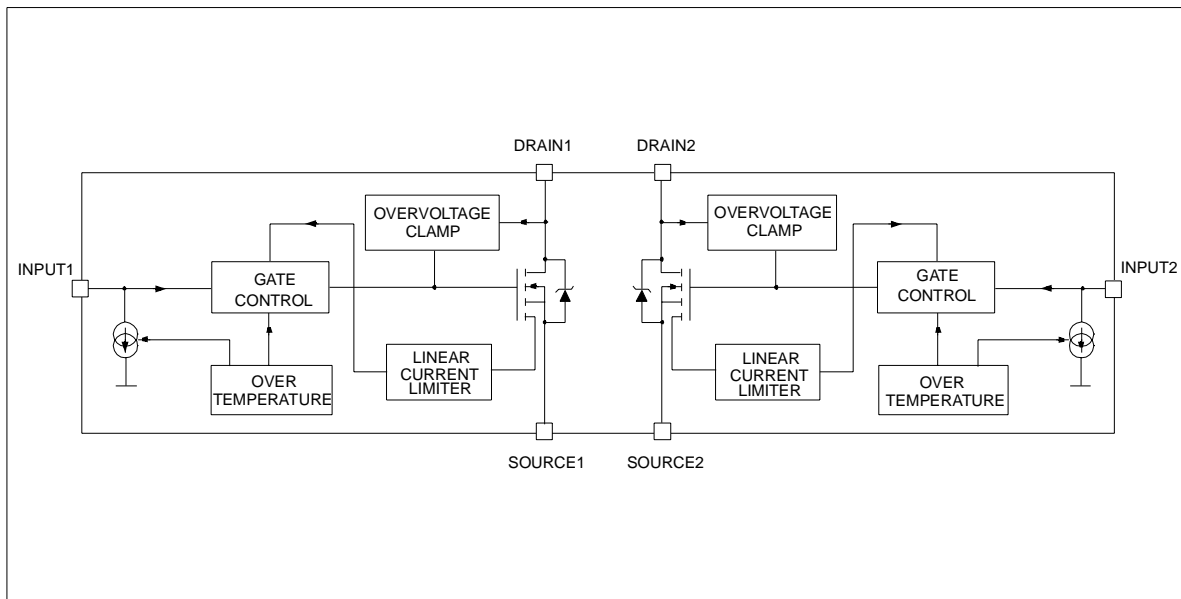 DRAIN1
DRAIN2
OVERVOLTAGE
CLAMP
OVERVOLTAGE
CLAMP
INPUT1
GATE
CONTROL
GATE
CONTROL
INPUT2
OVER
TEMPERATURE
LINEAR
CURRENT
LIMITER
LINEAR
CURRENT
LIMITER
OVER
TEMPERATURE
SOURCE1
SOURCE2